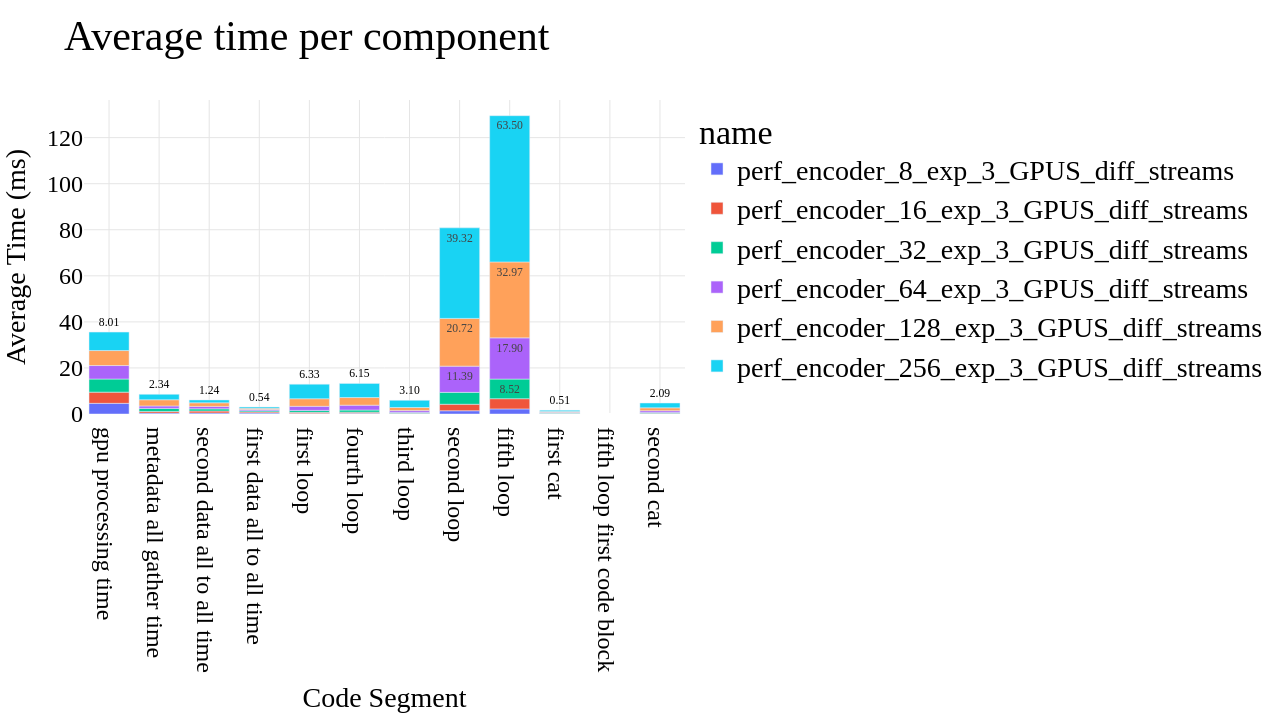 Average time per component
Average Time (ms)
120
100
80
60
40
20
0
8.01
2.34
1.24
0.54
6.33
6.15
3.10
39.32
20.72
11.39
63.50
32.97
17.90
8.52
0.51
2.09
gpu processing time
metadata all gather time
second data all to all time
first data all to all time
first loop
fourth loop
third loop
second loop
fifth loop
first cat
fifth loop first code block
second cat
Code Segment
name
perf_encoder_8_exp_3_GPUS_diff_streams
perf_encoder_16_exp_3_GPUS_diff_streams
perf_encoder_32_exp_3_GPUS_diff_streams
perf_encoder_64_exp_3_GPUS_diff_streams
perf_encoder_128_exp_3_GPUS_diff_streams
perf_encoder_256_exp_3_GPUS_diff_streams